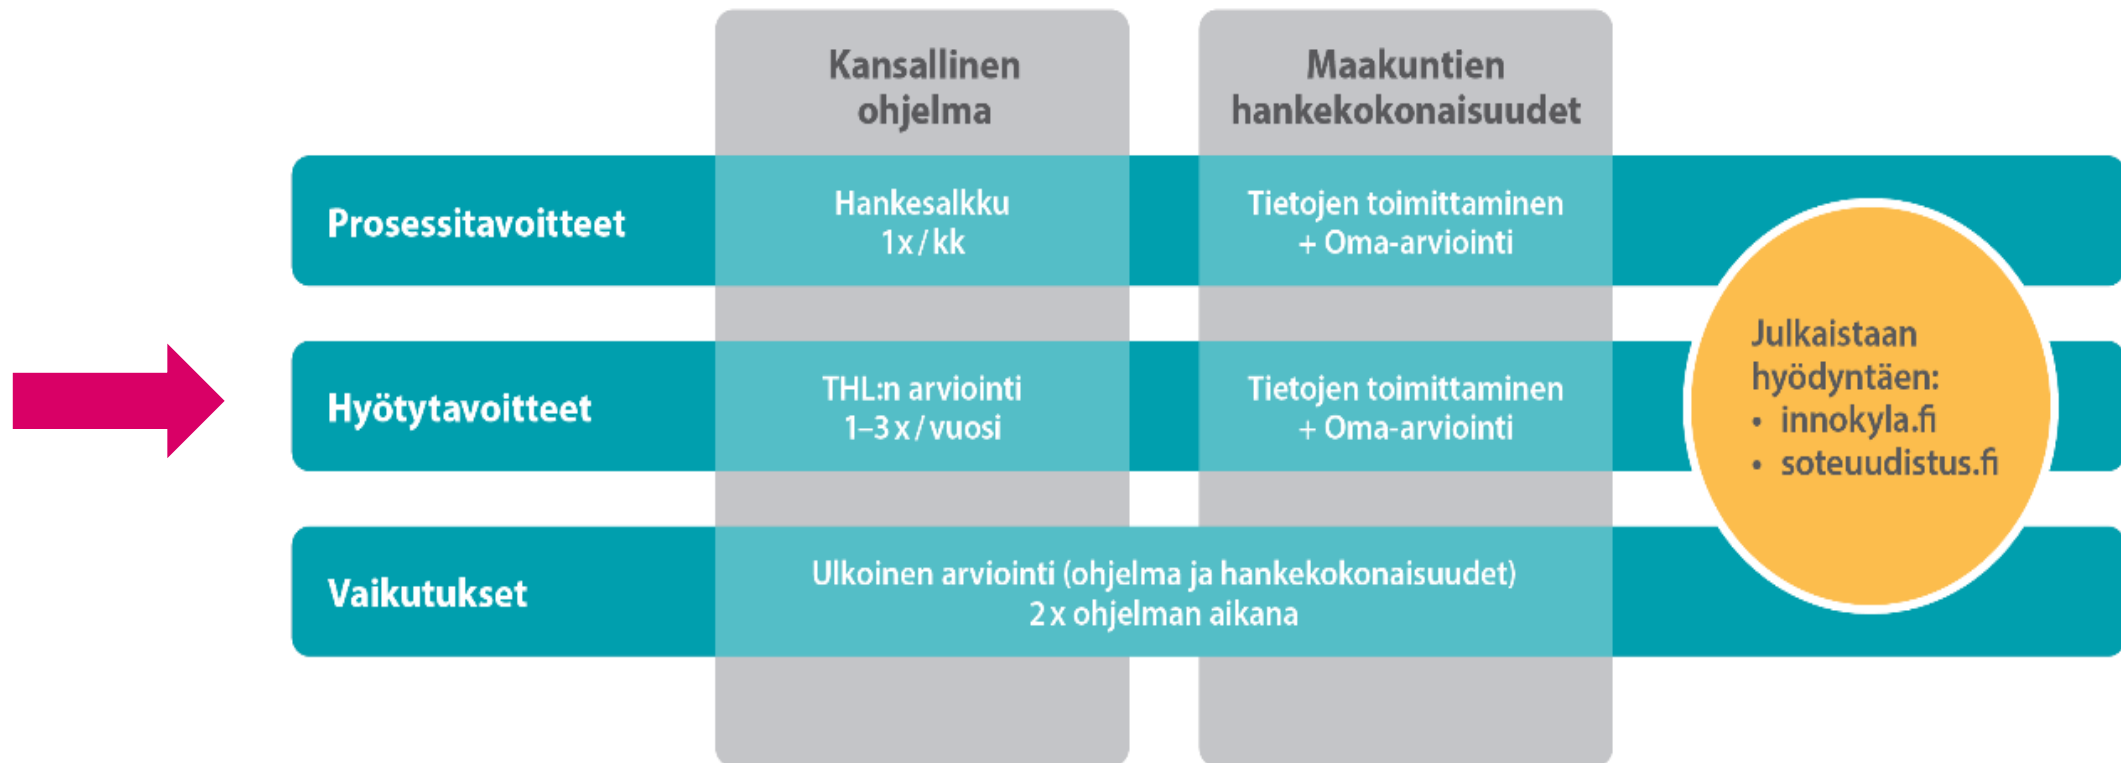 Kansallinen
ohjelma
Maakuntien
hankekokonaisuudet
Prosessitavoitteet
Hankesalkku
1x / kk
Tietojen toimittaminen
+ Oma-arviointi
Hyötytavoitteet
THL:n arviointi
1–3 x / vuosi
Tietojen toimittaminen
+ Oma-arviointi
Vaikutukset
Ulkoinen arviointi (ohjelma ja hankekokonaisuudet)
2 x ohjelman aikana
Julkaistaan
hyödyntäen:
• innokyla.fi
• soteuudistus.fi